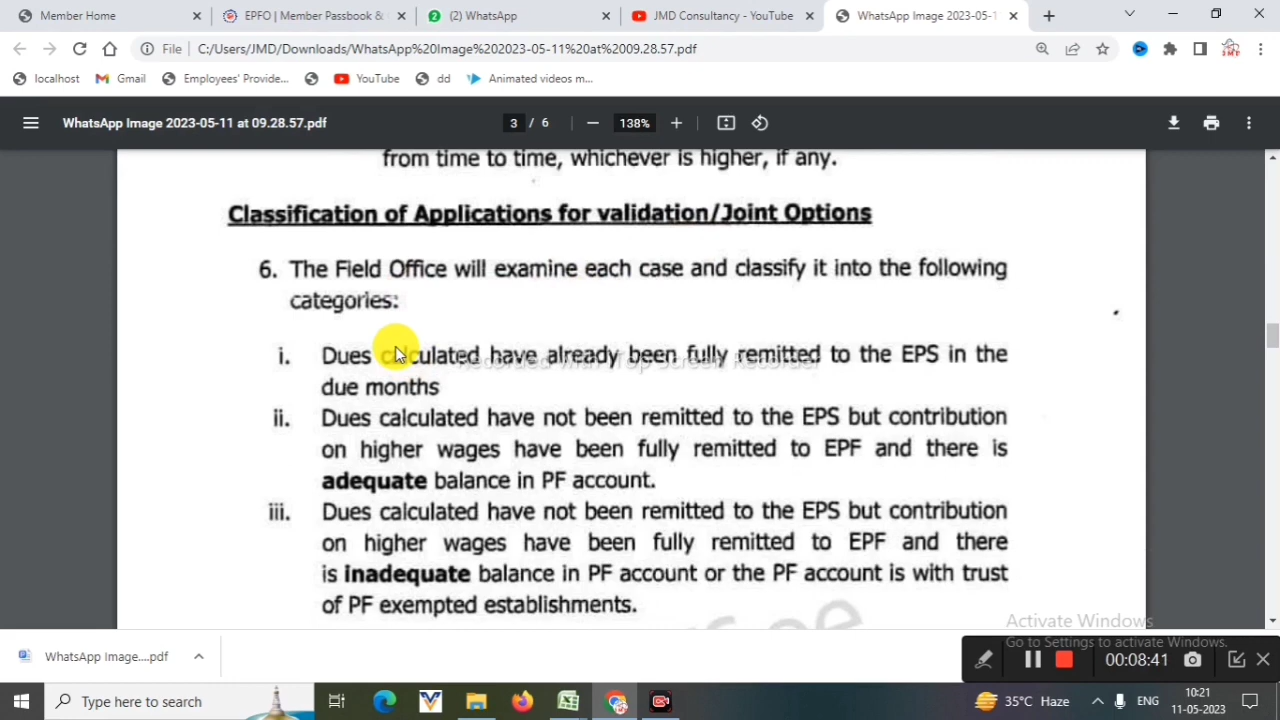 Member Home
EPFO | Member Passbook &
(2) WhatsApp
JMD Consultancy - YouTube
WhatsApp Image 2023-05-1
File
C:/Users/JMD/Downloads/WhatsApp%20Image%202023-05-11%20at%2009.28.57.pdf
localhost
Gmail
Employees' Provide...
YouTube
dd
Animated videos m...
WhatsApp Image 2023-05-11 at 09.28.57.pdf
3 / 6
138%
from time to time, whichever is higher, if any.
Classification of Applications for validation/Joint Options
6. The Field Office will examine each case and classify it into the following
categories:
i. Dues calculated have already been fully remitted to the EPS in the
due months
ii. Dues calculated have not been remitted to the EPS but contribution
on higher wages have been fully remitted to EPF and there is
adequate balance in PF account.
iii. Dues calculated have not been remitted to the EPS but contribution
on higher wages have been fully remitted to EPF and there
is inadequate balance in PF account or the PF account is with trust
of PF exempted establishments.
Recorded with iTop Screen Recorder
Activate Windows
Go to Settings to activate Windows.
WhatsApp Image....pdf
00:08:41
Type here to search
35°C Haze
ENG
10:21
11-05-2023